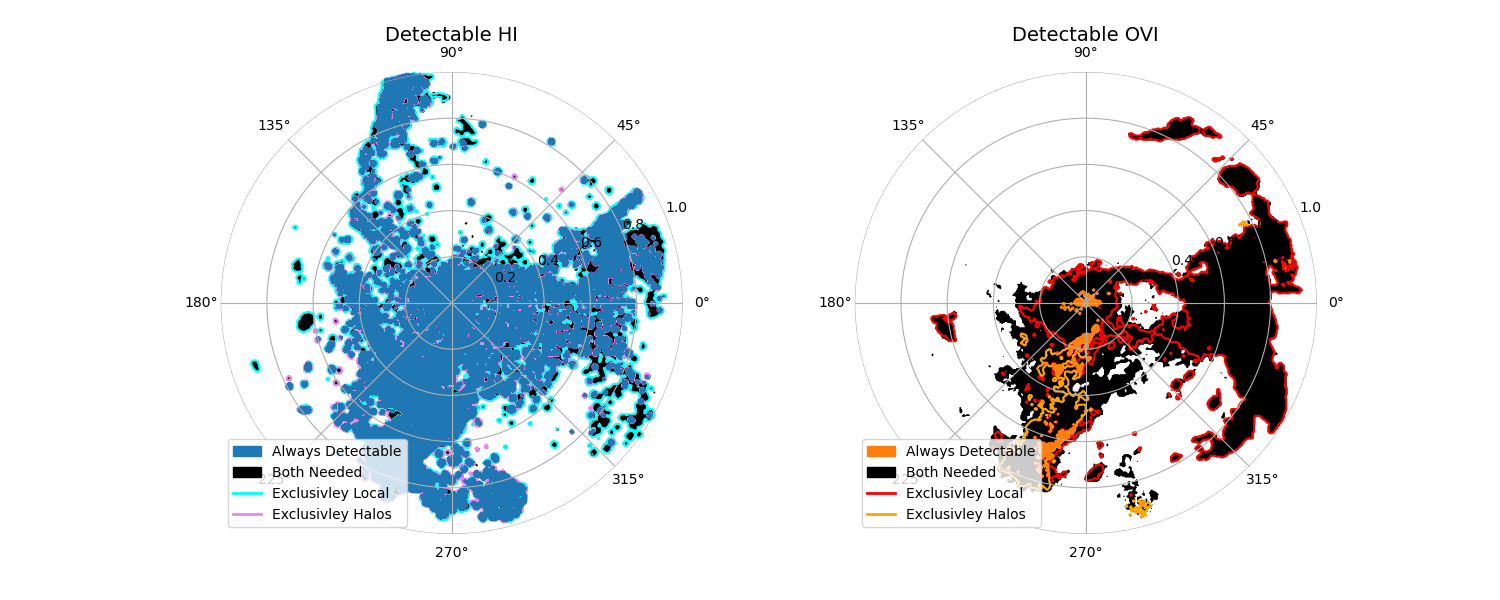 Detectable HI
90°
135°
45°
1.0
0.8
0.6
0.4
0.2
180°
0°
Always Detectable
Both Needed
Exclusivley Local
Exclusivley Halos
225°
315°
270°
Detectable OVI
90°
135°
45°
1.0
0.4
180°
0°
Always Detectable
Both Needed
Exclusivley Local
Exclusivley Halos
315°
270°